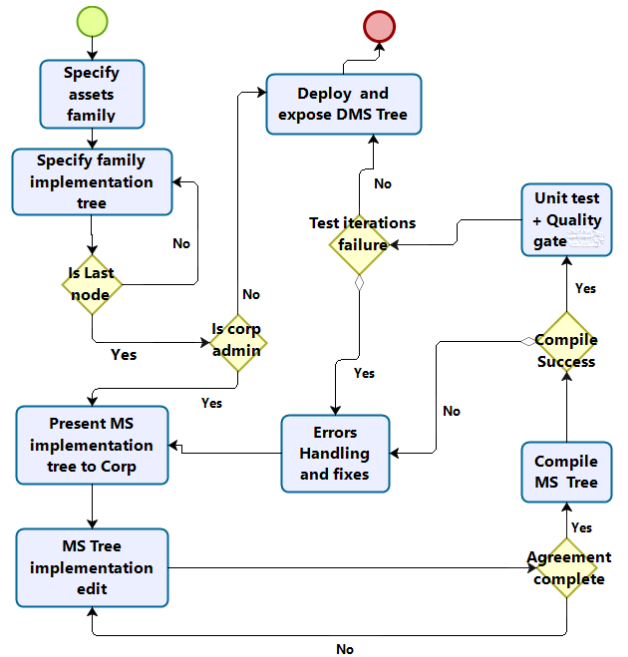 Specify
assets
family
Deploy and
expose DMS Tree
Specify family
implementation
tree
No
No
Test iterations
failure
Unit test
+ Quality
gate
Is Last
node
No
Yes
Is corp
admin
Yes
Compile
Success
Yes
Yes
No
Present MS
implementation
tree to Corp
Errors
Handling
and fixes
Compile
MS Tree
Yes
MS Tree
implementation
edit
Agreement
complete
No